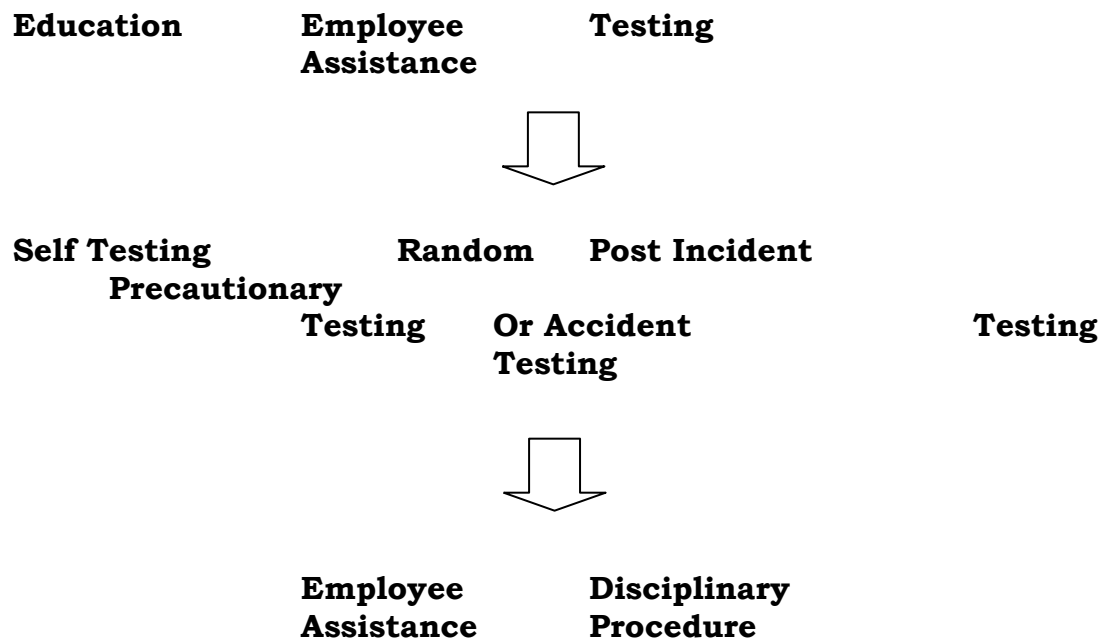 Education Employee Testing
Assistance
Self Testing Random Post Incident
Precautionary
Testing Or Accident Testing
Testing
Employee Disciplinary
Assistance Procedure